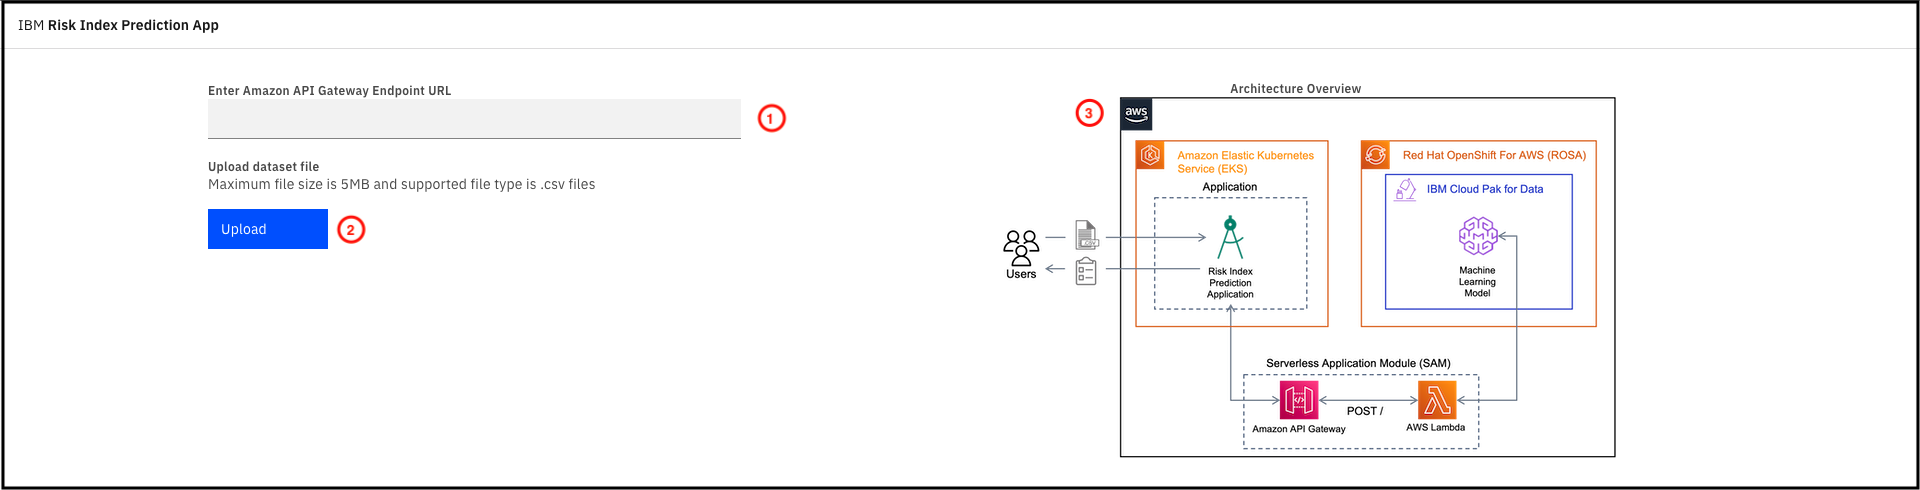 IBM Risk Index Prediction App
Enter Amazon API Gateway Endpoint URL
1
Upload dataset file
Maximum file size is 5MB and supported file type is .csv files
Upload
2
Architecture Overview
3
aws
Amazon Elastic Kubernetes
Service (EKS)
Application
Red Hat OpenShift For AWS (ROSA)
IBM Cloud Pak for Data
.CSV
Users
Risk Index
Prediction
Application
Machine
Learning
Model
Serverless Application Module (SAM)
POST /
Amazon API Gateway
AWS Lambda